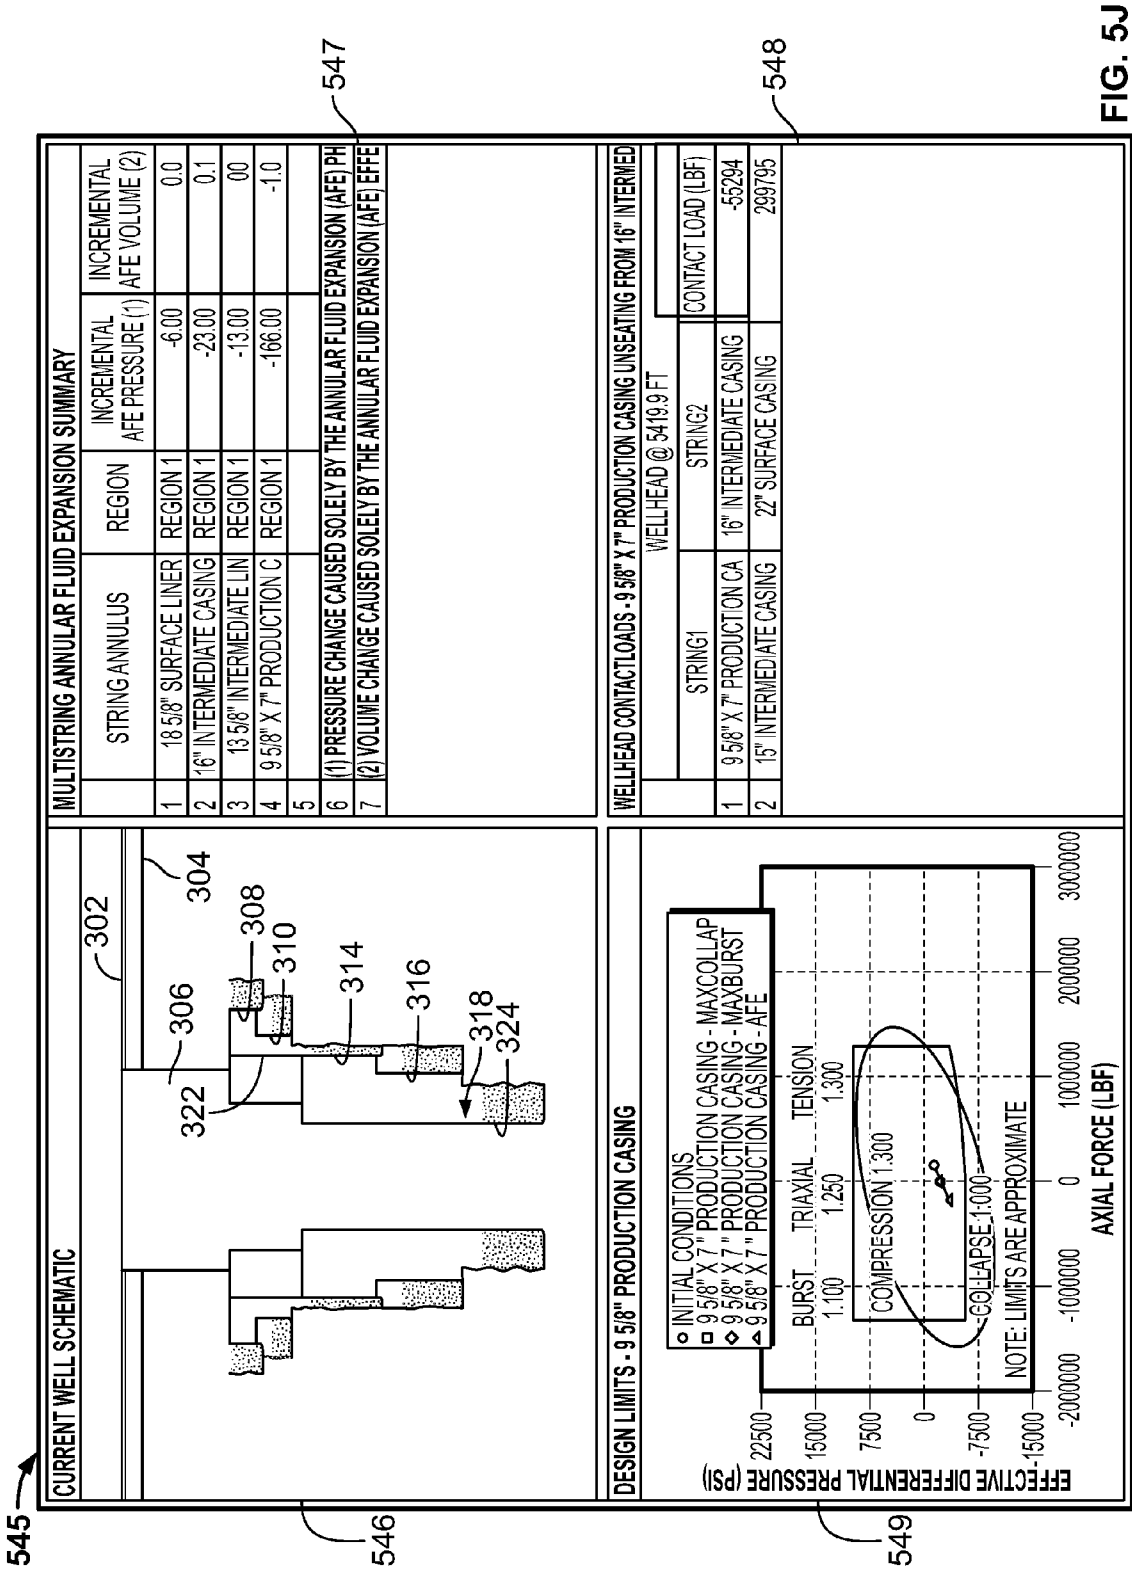 545
CURRENT WELL SCHEMATIC
302
304
306
308
310
322
314
316
318
324
546
MULTISTRING ANNULAR FLUID EXPANSION SUMMARY
STRING ANNULUS REGION INCREMENTAL AFE PRESSURE (1) INCREMENTAL AFE VOLUME (2)
1 18 5/8" SURFACE LINER REGION 1 -6.00 0.0
2 16" INTERMEDIATE CASING REGION 1 -23.00 0.1
3 13 5/8" INTERMEDIATE LIN REGION 1 -13.00 00
4 9 5/8" X 7" PRODUCTION C REGION 1 -166.00 -1.0
5
6 (1) PRESSURE CHANGE CAUSED SOLELY BY THE ANNULAR FLUID EXPANSION (AFE) PH
7 (2) VOLUME CHANGE CAUSED SOLELY BY THE ANNULAR FLUID EXPANSION (AFE) EFFE
547
DESIGN LIMITS - 9 5/8" PRODUCTION CASING
INITIAL CONDITIONS
9 5/8" X 7" PRODUCTION CASING - MAXCOLLAP
9 5/8" X 7" PRODUCTION CASING - MAXBURST
9 5/8" X 7" PRODUCTION CASING - AFE
EFFECTIVE DIFFERENTIAL PRESSURE (PSI)
22500
15000
7500
0
-7500
-15000
BURST TRIAXIAL TENSION
1.100 1.250 1.300
COMPRESSION 1.300
COLLAPSE 1.000
NOTE: LIMITS ARE APPROXIMATE
-2000000 -1000000 0 1000000 2000000 3000000
AXIAL FORCE (LBF)
549
WELLHEAD CONTACTLOADS - 9 5/8" X 7" PRODUCTION CASING UNSEATING FROM 16" INTERMED
WELLHEAD @ 5419.9 FT
STRING1 STRING2 CONTACT LOAD (LBF)
1 9 5/8" X 7" PRODUCTION CA 16" INTERMEDIATE CASING -55294
2 15" INTERMEDIATE CASING 22" SURFACE CASING 299795
548
FIG. 5J